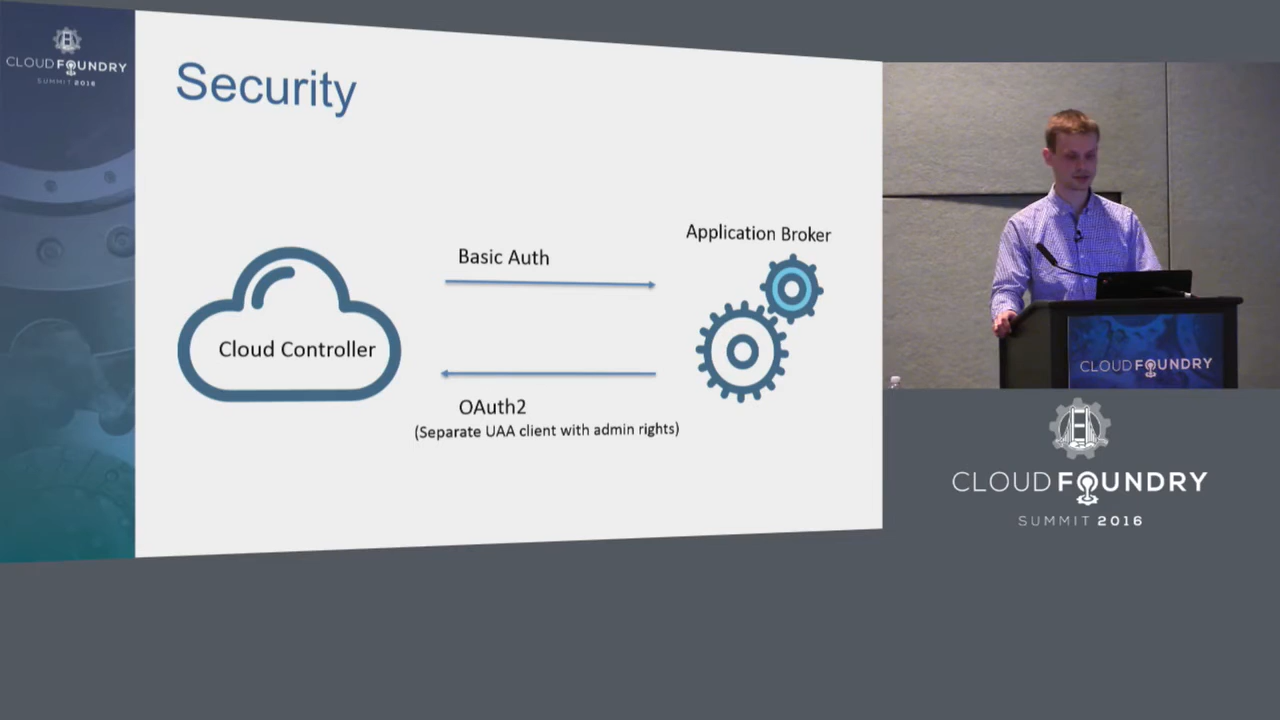 CLOUD FOUNDRY
SUMMIT 2016
Security
Application Broker
Basic Auth
Cloud Controller
OAuth2
(Separate UAA client with admin rights)
CLOUD FOUNDRY
CLOUD FOUNDRY
SUMMIT 2016